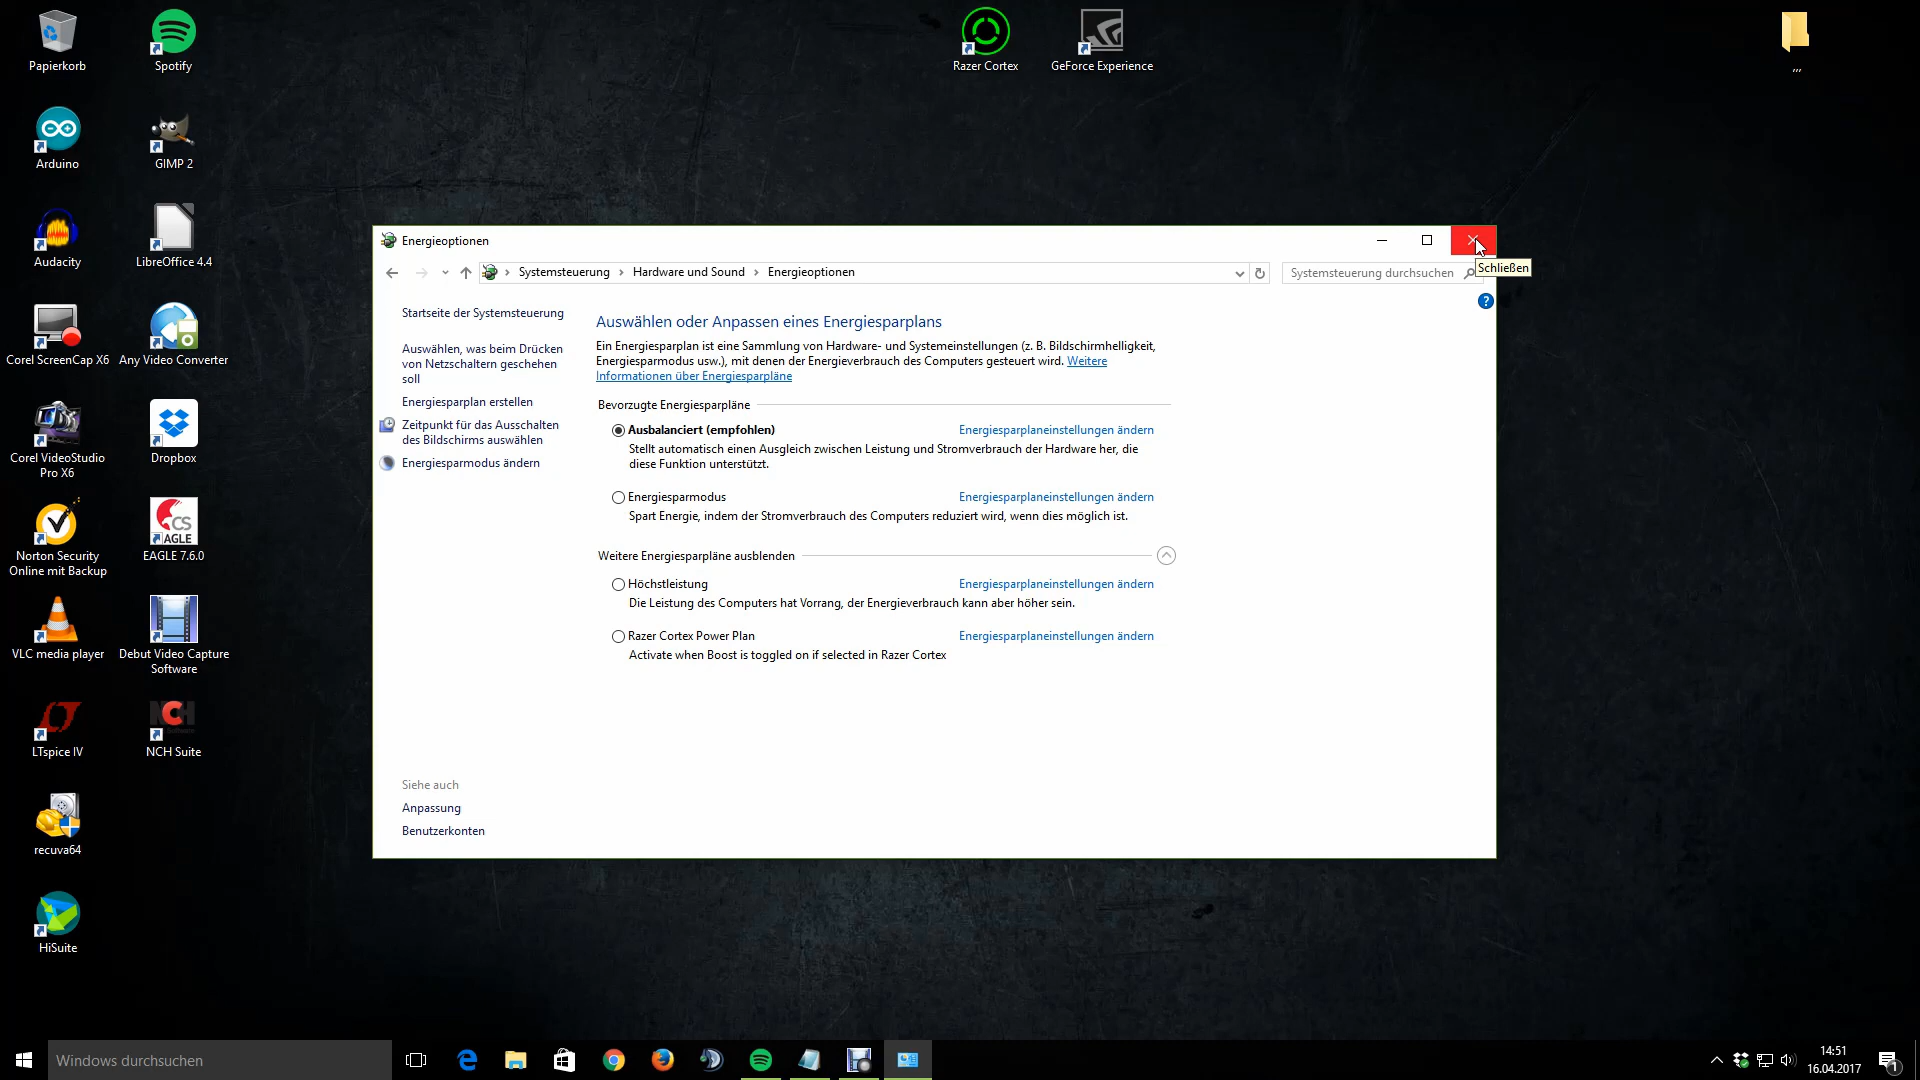 Papierkorb
Spotify
Razer Cortex
GeForce Experience
,,,
Arduino
GIMP 2
Audacity
LibreOffice 4.4
Corel ScreenCap X6
Any Video Converter
Corel VideoStudio
Pro X6
Dropbox
Norton Security
Online mit Backup
EAGLE 7.6.0
CS
AGLE
VLC media player
Debut Video Capture
Software
LTspice IV
NCH
NCH Suite
recuva64
HiSuite
Energieoptionen
Schließen
Systemsteuerung
Hardware und Sound
Energieoptionen
Systemsteuerung durchsuchen
?
Startseite der Systemsteuerung
Auswählen, was beim Drücken
von Netzschaltern geschehen
soll
Energiesparplan erstellen
Zeitpunkt für das Ausschalten
des Bildschirms auswählen
Energiesparmodus ändern
Siehe auch
Anpassung
Benutzerkonten
Auswählen oder Anpassen eines Energiesparplans
Ein Energiesparplan ist eine Sammlung von Hardware- und Systemeinstellungen (z. B. Bildschirmhelligkeit,
Energiesparmodus usw.), mit denen der Energieverbrauch des Computers gesteuert wird. Weitere
Informationen über Energiesparpläne
Bevorzugte Energiesparpläne
Ausbalanciert (empfohlen) Energiesparplaneinstellungen ändern
Stellt automatisch einen Ausgleich zwischen Leistung und Stromverbrauch der Hardware her, die
diese Funktion unterstützt.
Energiesparmodus Energiesparplaneinstellungen ändern
Spart Energie, indem der Stromverbrauch des Computers reduziert wird, wenn dies möglich ist.
Weitere Energiesparpläne ausblenden
Höchstleistung Energiesparplaneinstellungen ändern
Die Leistung des Computers hat Vorrang, der Energieverbrauch kann aber höher sein.
Razer Cortex Power Plan Energiesparplaneinstellungen ändern
Activate when Boost is toggled on if selected in Razer Cortex
Windows durchsuchen
14:51
16.04.2017
1